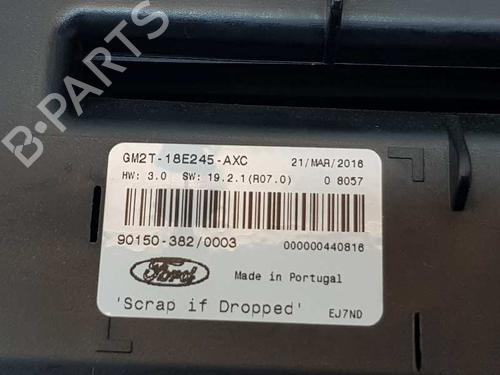 B-PARTS
GM2T-18E245-AXC 21/MAR/2016
HW: 3.0 SW: 19.2.1(R07.0) 0 8057
90150-382/0003 000000440816
Ford Made in Portugal
'Scrap if Dropped' EJ7ND